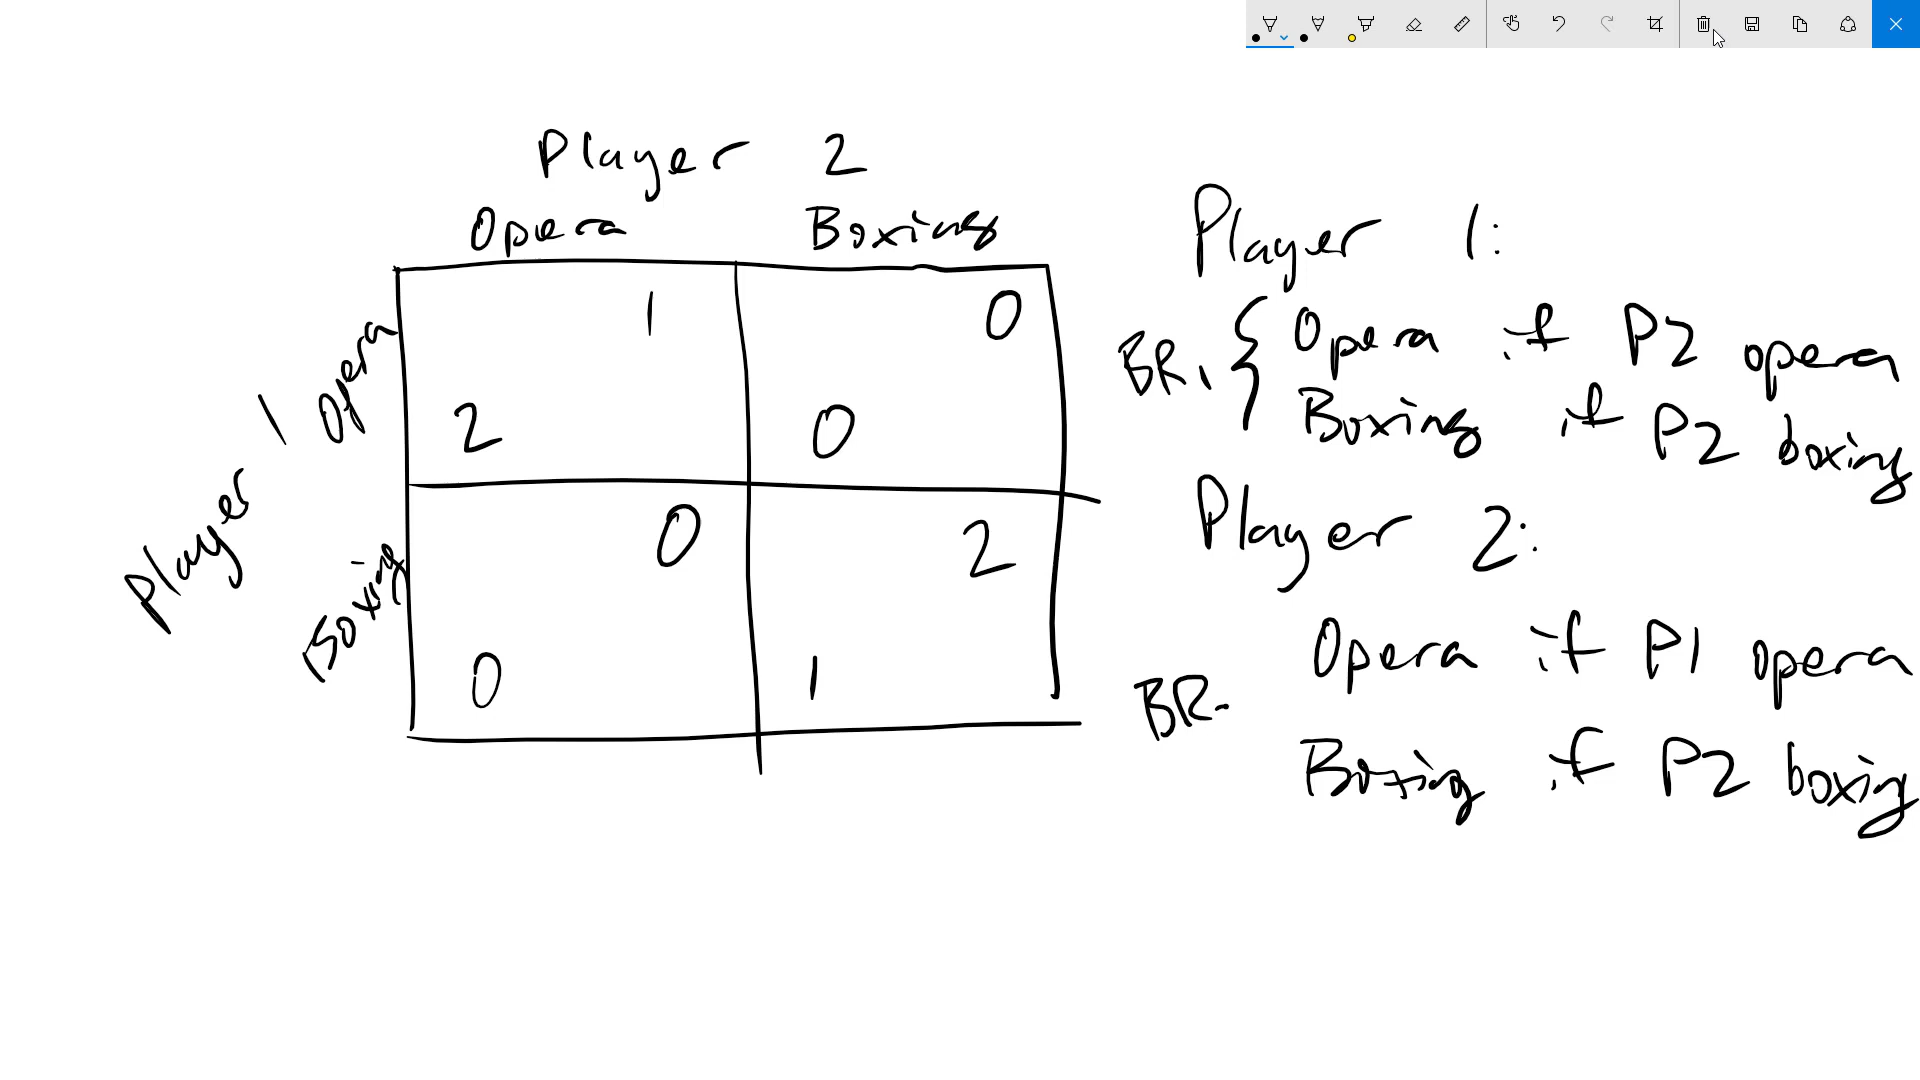 Player 2
Opera Boxing
Player 1
Opera
1
0
2
0
Boxing
0
2
0
1
Player 1:
BR1 { Opera if P2 opera
Boxing if P2 boxing
Player 2:
Opera if P1 opera
BR-
Boxing if P2 boxing